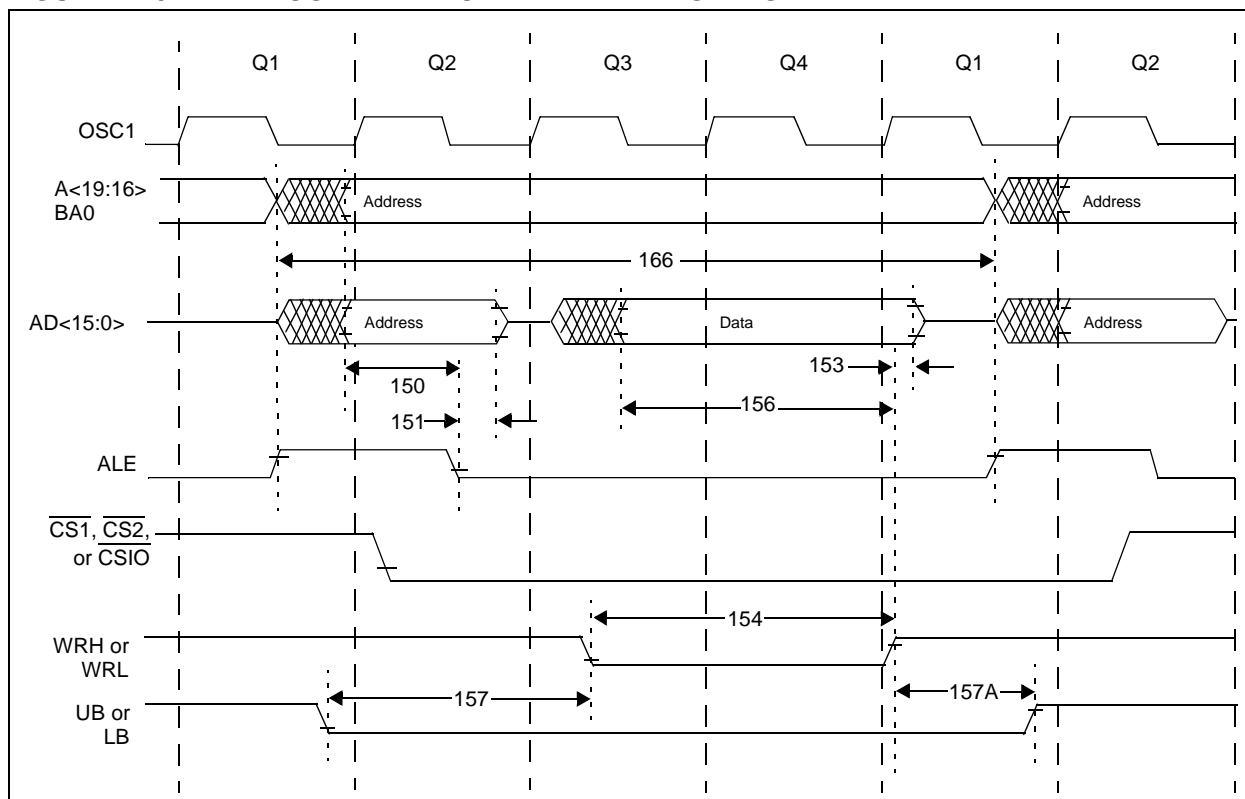 Q1 Q2 Q3 Q4 Q1 Q2
OSC1
A<19:16>
BA0
Address
Address
166
AD<15:0>
Address
Data
Address
153
150
156
151
ALE
CS1, CS2,
or CSIO
154
WRH or
WRL
157
157A
UB or
LB